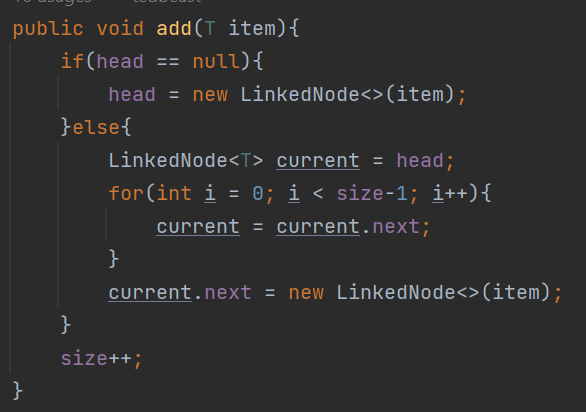 public void add(T item){
if(head == null){
head = new LinkedNode<>(item);
}else{
LinkedNode<T> current = head;
for(int i = 0; i < size-1; i++){
current = current.next;
}
current.next = new LinkedNode<>(item);
}
size++;
}